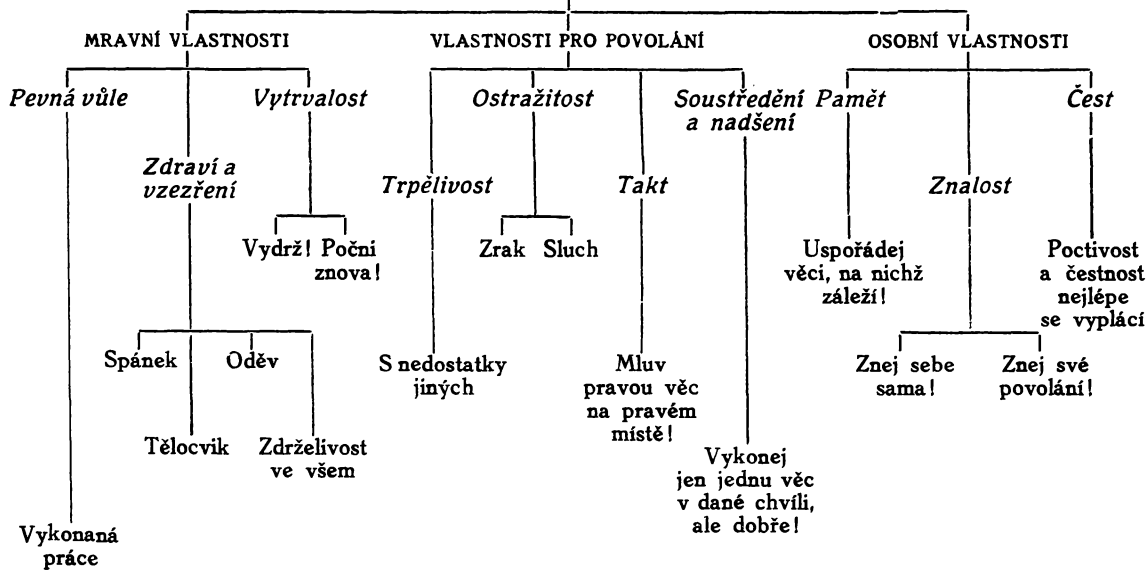 MRAVNÍ VLASTNOSTI
VLASTNOSTI PRO POVOLÁNÍ
OSOBNÍ VLASTNOSTI
Pevná vůle
Vytrvalost
Ostražitost
Soustředění
a nadšení
Pamět
Čest
Zdraví a
vzezření
Trpělivost
Takt
Znalost
Vydrž!
Počni
znova!
Zrak
Sluch
Uspořádej
věci, na nichž
záleží!
Poctivost
a čestnost
nejlépe
se vyplácí
Spánek
Oděv
S nedostatky
jiných
Mluv
pravou věc
na pravém
místě!
Znej sebe
sama!
Znej své
povolání!
Tělocvik
Zdrželivost
ve všem
Vykonej
jen jednu věc
v dané chvíli,
ale dobře!
Vykonaná
práce